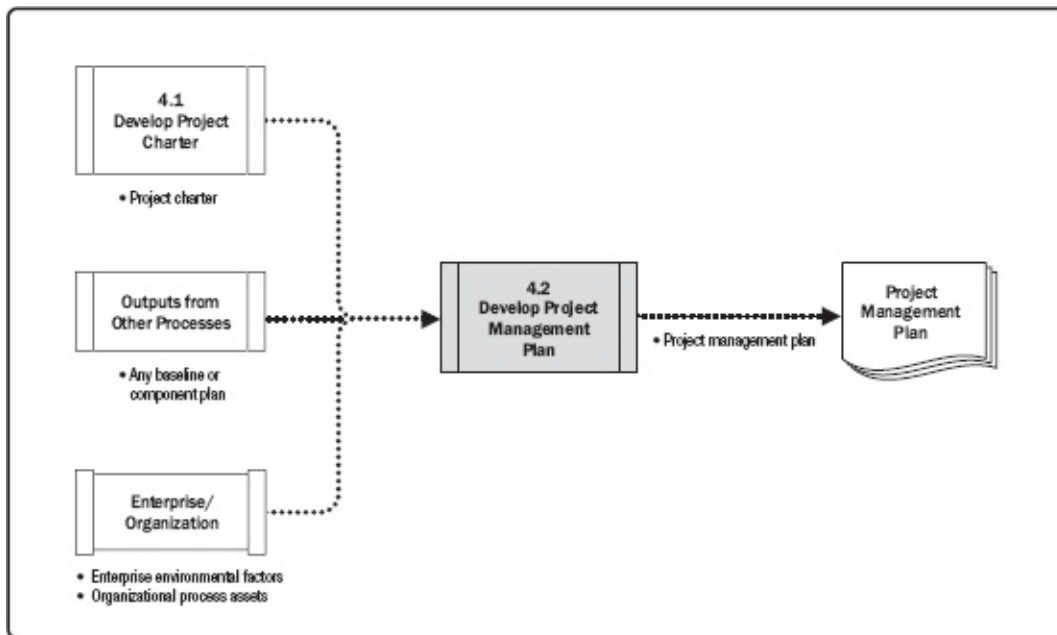 4.1
Develop Project
Charter
• Project charter
Outputs from
Other Processes
• Any baseline or
component plan
Enterprise/
Organization
• Enterprise environmental factors
• Organizational process assets
4.2
Develop Project
Management
Plan
• Project management plan
Project
Management
Plan